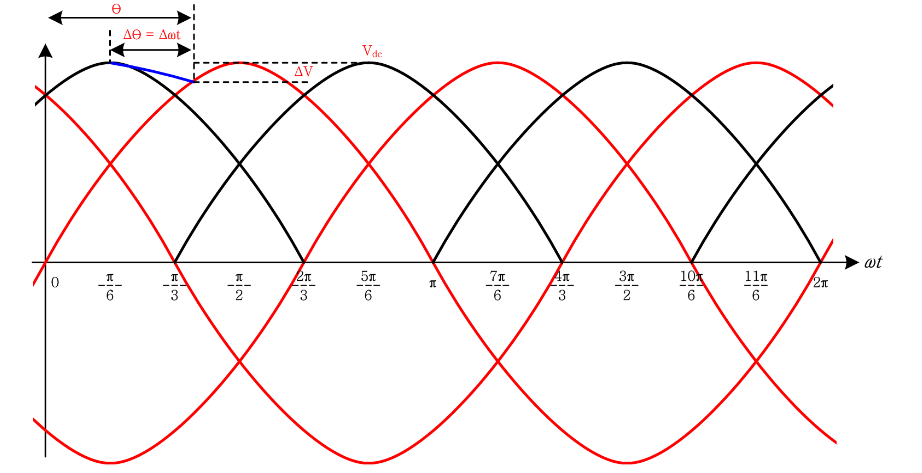 Θ
ΔΘ = Δωt
V_dc
ΔV
0
π/6
π/3
π/2
2π/3
5π/6
π
7π/6
4π/3
3π/2
10π/6
11π/6
2π
ωt